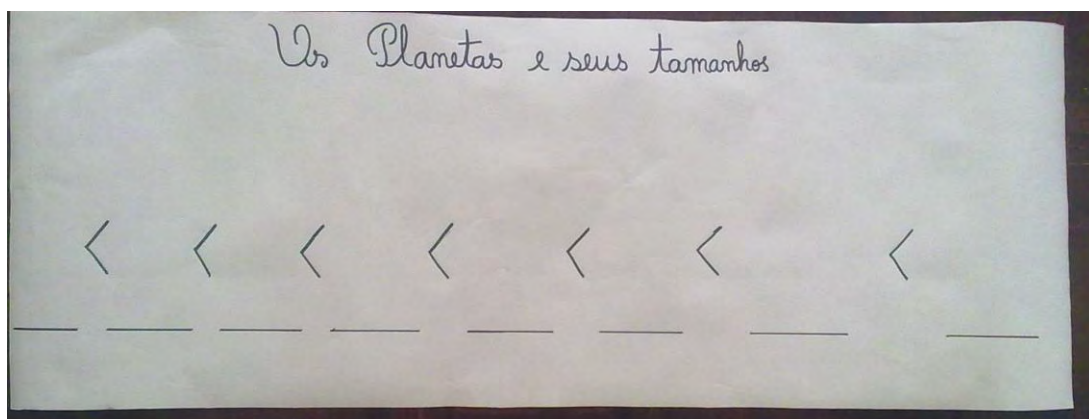 Os Planetas e seus tamanhos
< < < < < < <